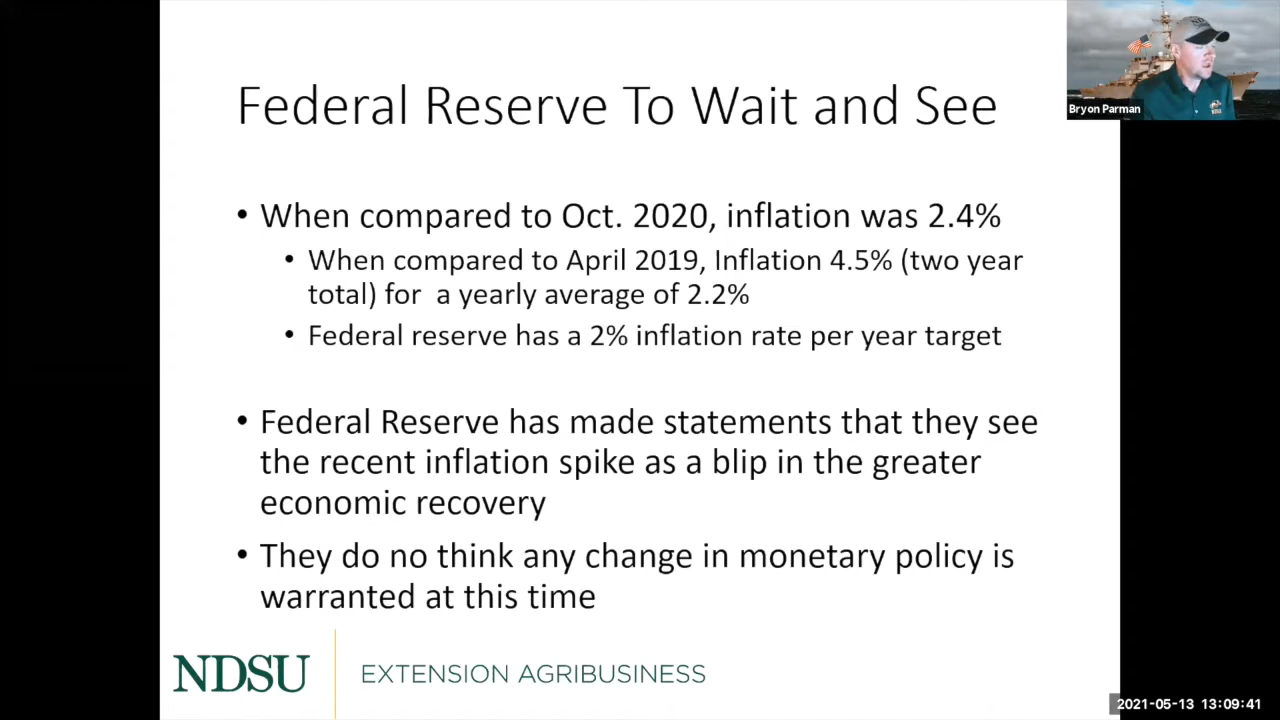 Federal Reserve To Wait and See
Bryon Parman
• When compared to Oct. 2020, inflation was 2.4%
• When compared to April 2019, Inflation 4.5% (two year
total) for a yearly average of 2.2%
• Federal reserve has a 2% inflation rate per year target
• Federal Reserve has made statements that they see
the recent inflation spike as a blip in the greater
economic recovery
• They do no think any change in monetary policy is
warranted at this time
NDSU
EXTENSION AGRIBUSINESS
2021-05-13 13:09:41